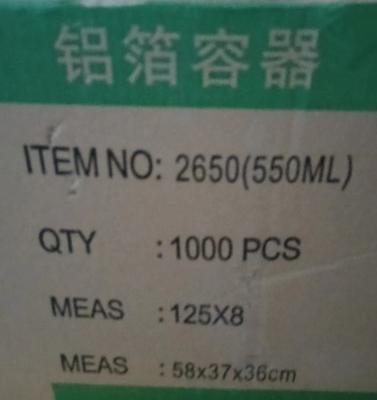 铝箔容器
ITEM NO: 2650(550ML)
QTY :1000 PCS
MEAS :125X8
MEAS :58x37x36cm